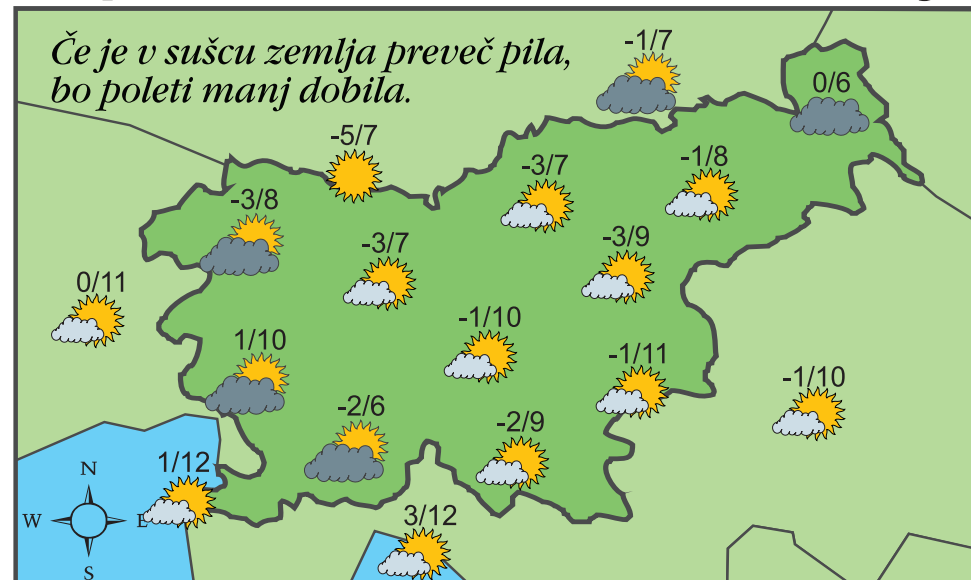 Če je v sušcu zemlja preveč pila,
bo poleti manj dobila.
-1/7
0/6
-5/7
-3/7
-1/8
-3/8
-3/7
-3/9
0/11
-1/10
1/10
-1/11
-1/10
-2/6
-2/9
1/12
3/12
N
W
E
S